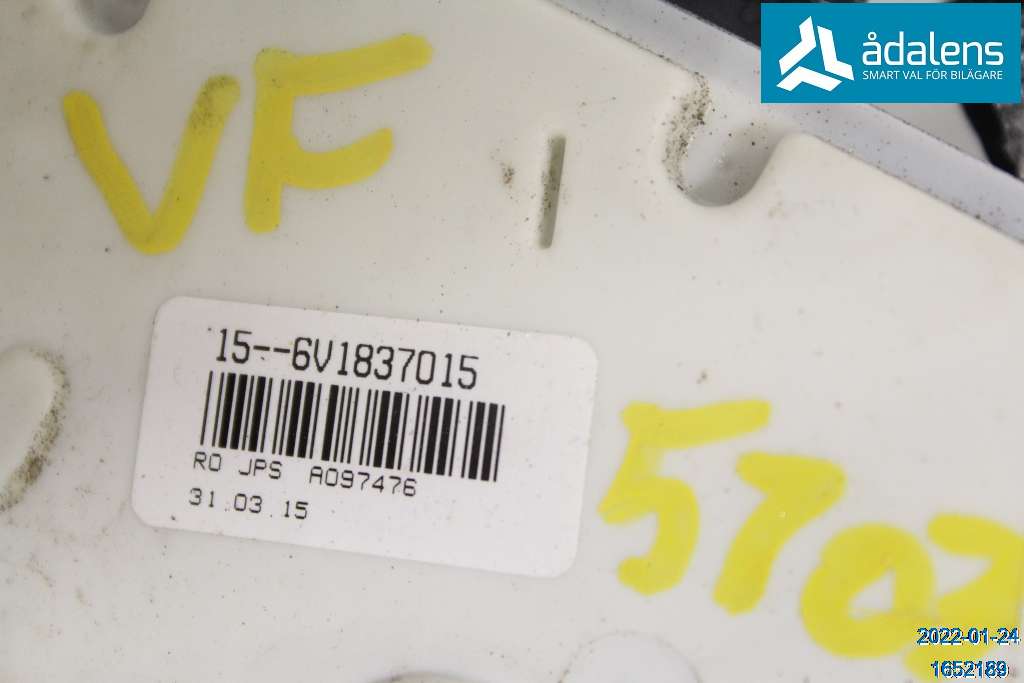 ådalens
SMART VAL FÖR BILÄGARE
VF
15--6V1837015
RO JPS A097476
31.03.15
2022-01-24
1652189